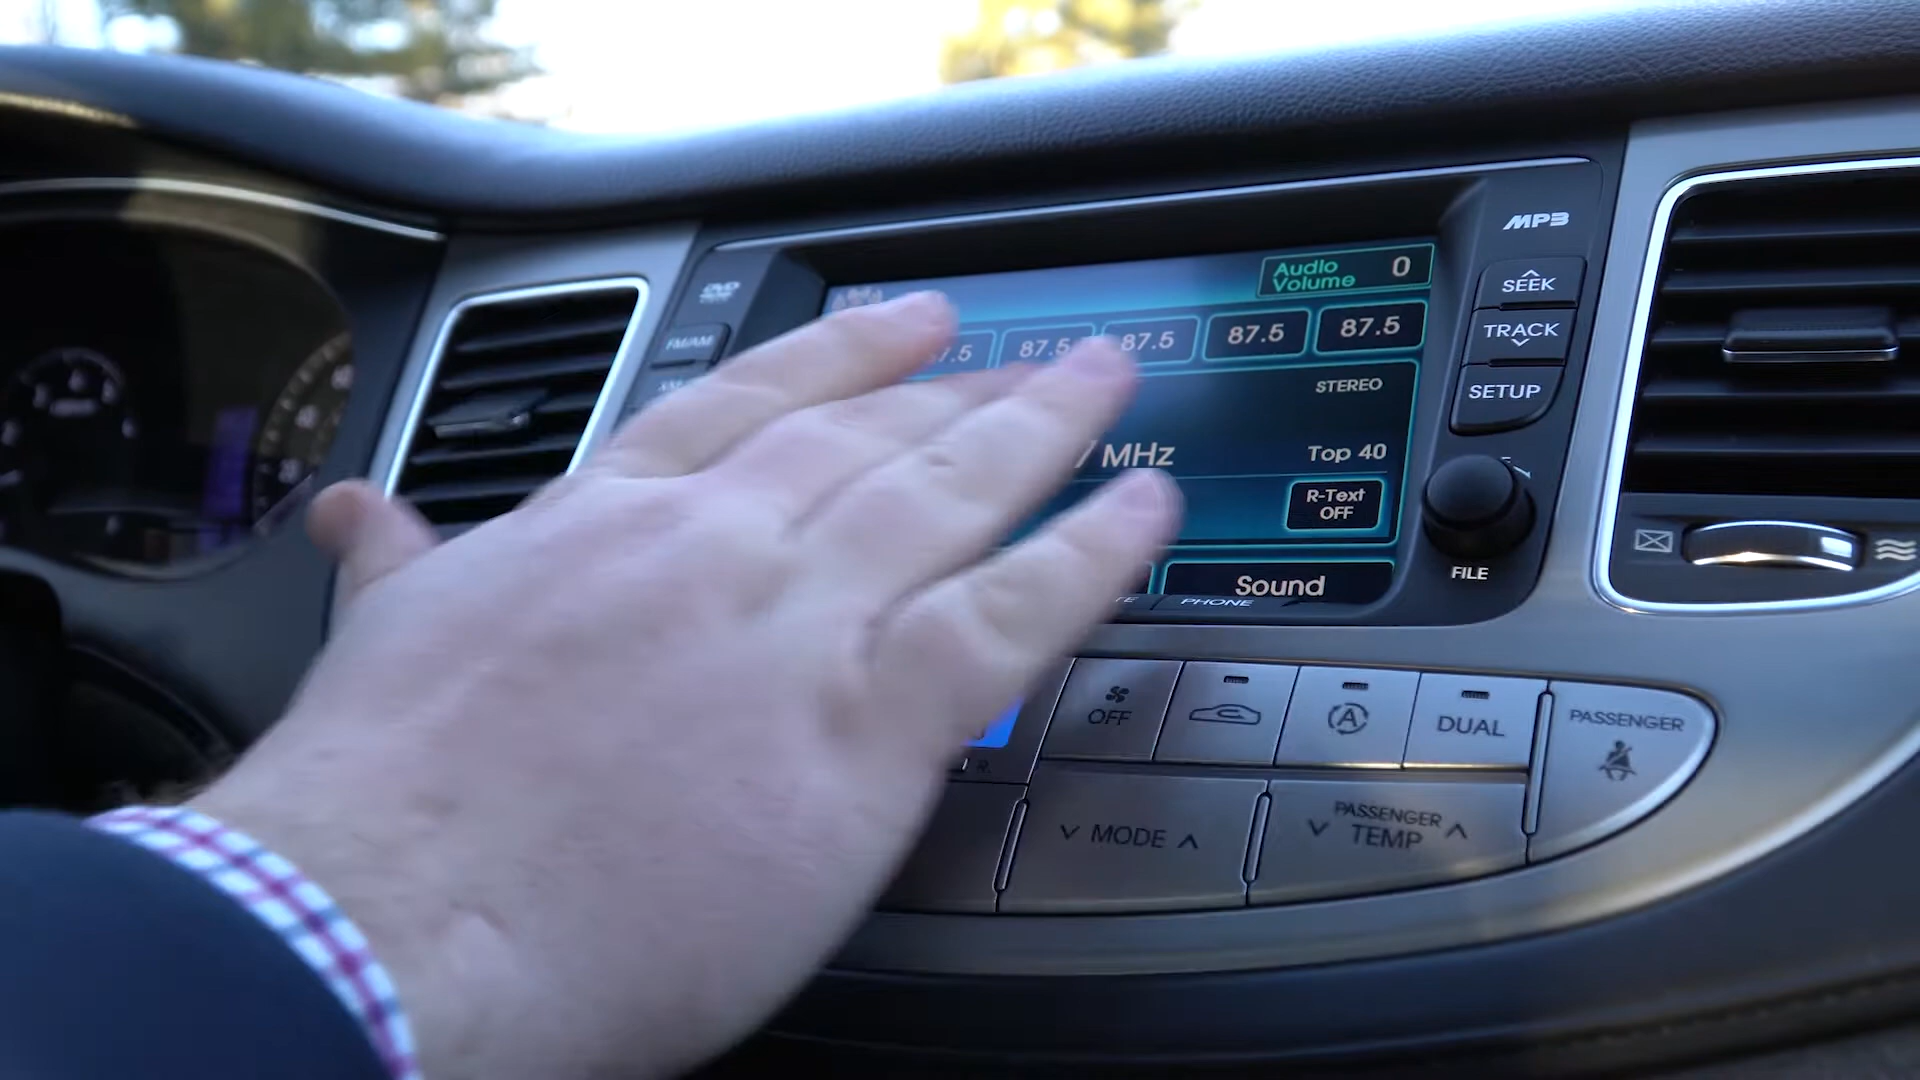 MP3
DVD
Audio
Volume
0
SEEK
87.5
87.5
87.5
87.5
TRACK
FM/AM
STEREO
SETUP
MHz
Top 40
R-Text
OFF
FILE
Sound
PHONE
OFF
A
DUAL
PASSENGER
MODE
PASSENGER
TEMP